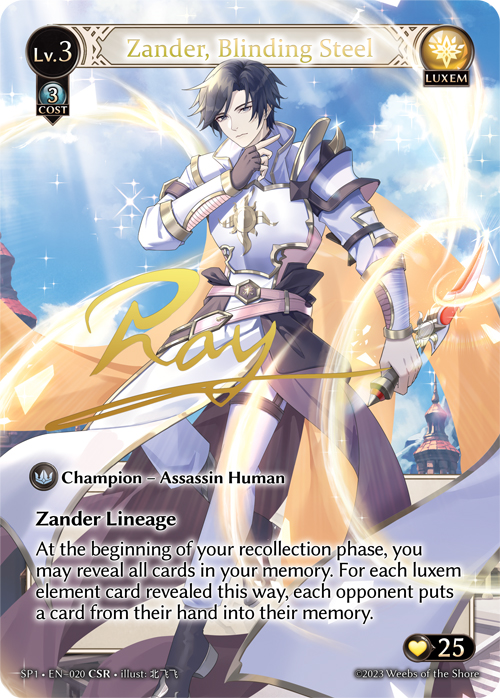 Lv.3
Zander, Blinding Steel
LUXEM
3
COST
Ray
Champion – Assassin Human
Zander Lineage
At the beginning of your recollection phase, you
may reveal all cards in your memory. For each luxem
element card revealed this way, each opponent puts
a card from their hand into their memory.
25
SP1 • EN-020 CSR • illust: 北飞飞
©2023 Weebs of the Shore